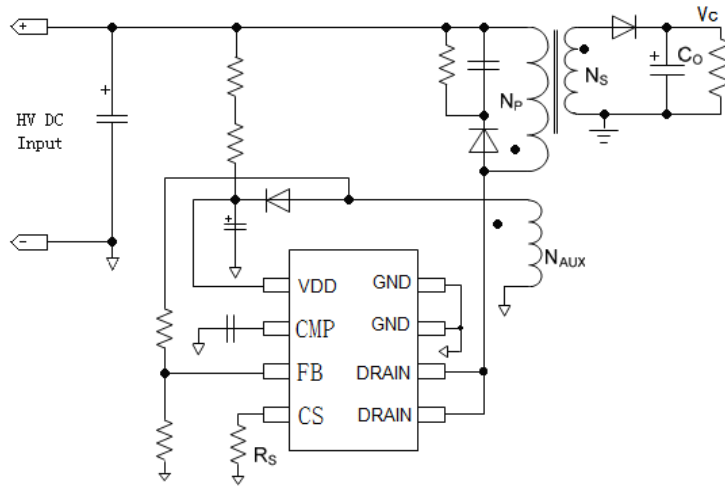 +
Vc
+
+
Co
NP
NS
HV DC
Input
-
+
NAUX
VDD
GND
CMP
GND
FB
DRAIN
CS
DRAIN
RS